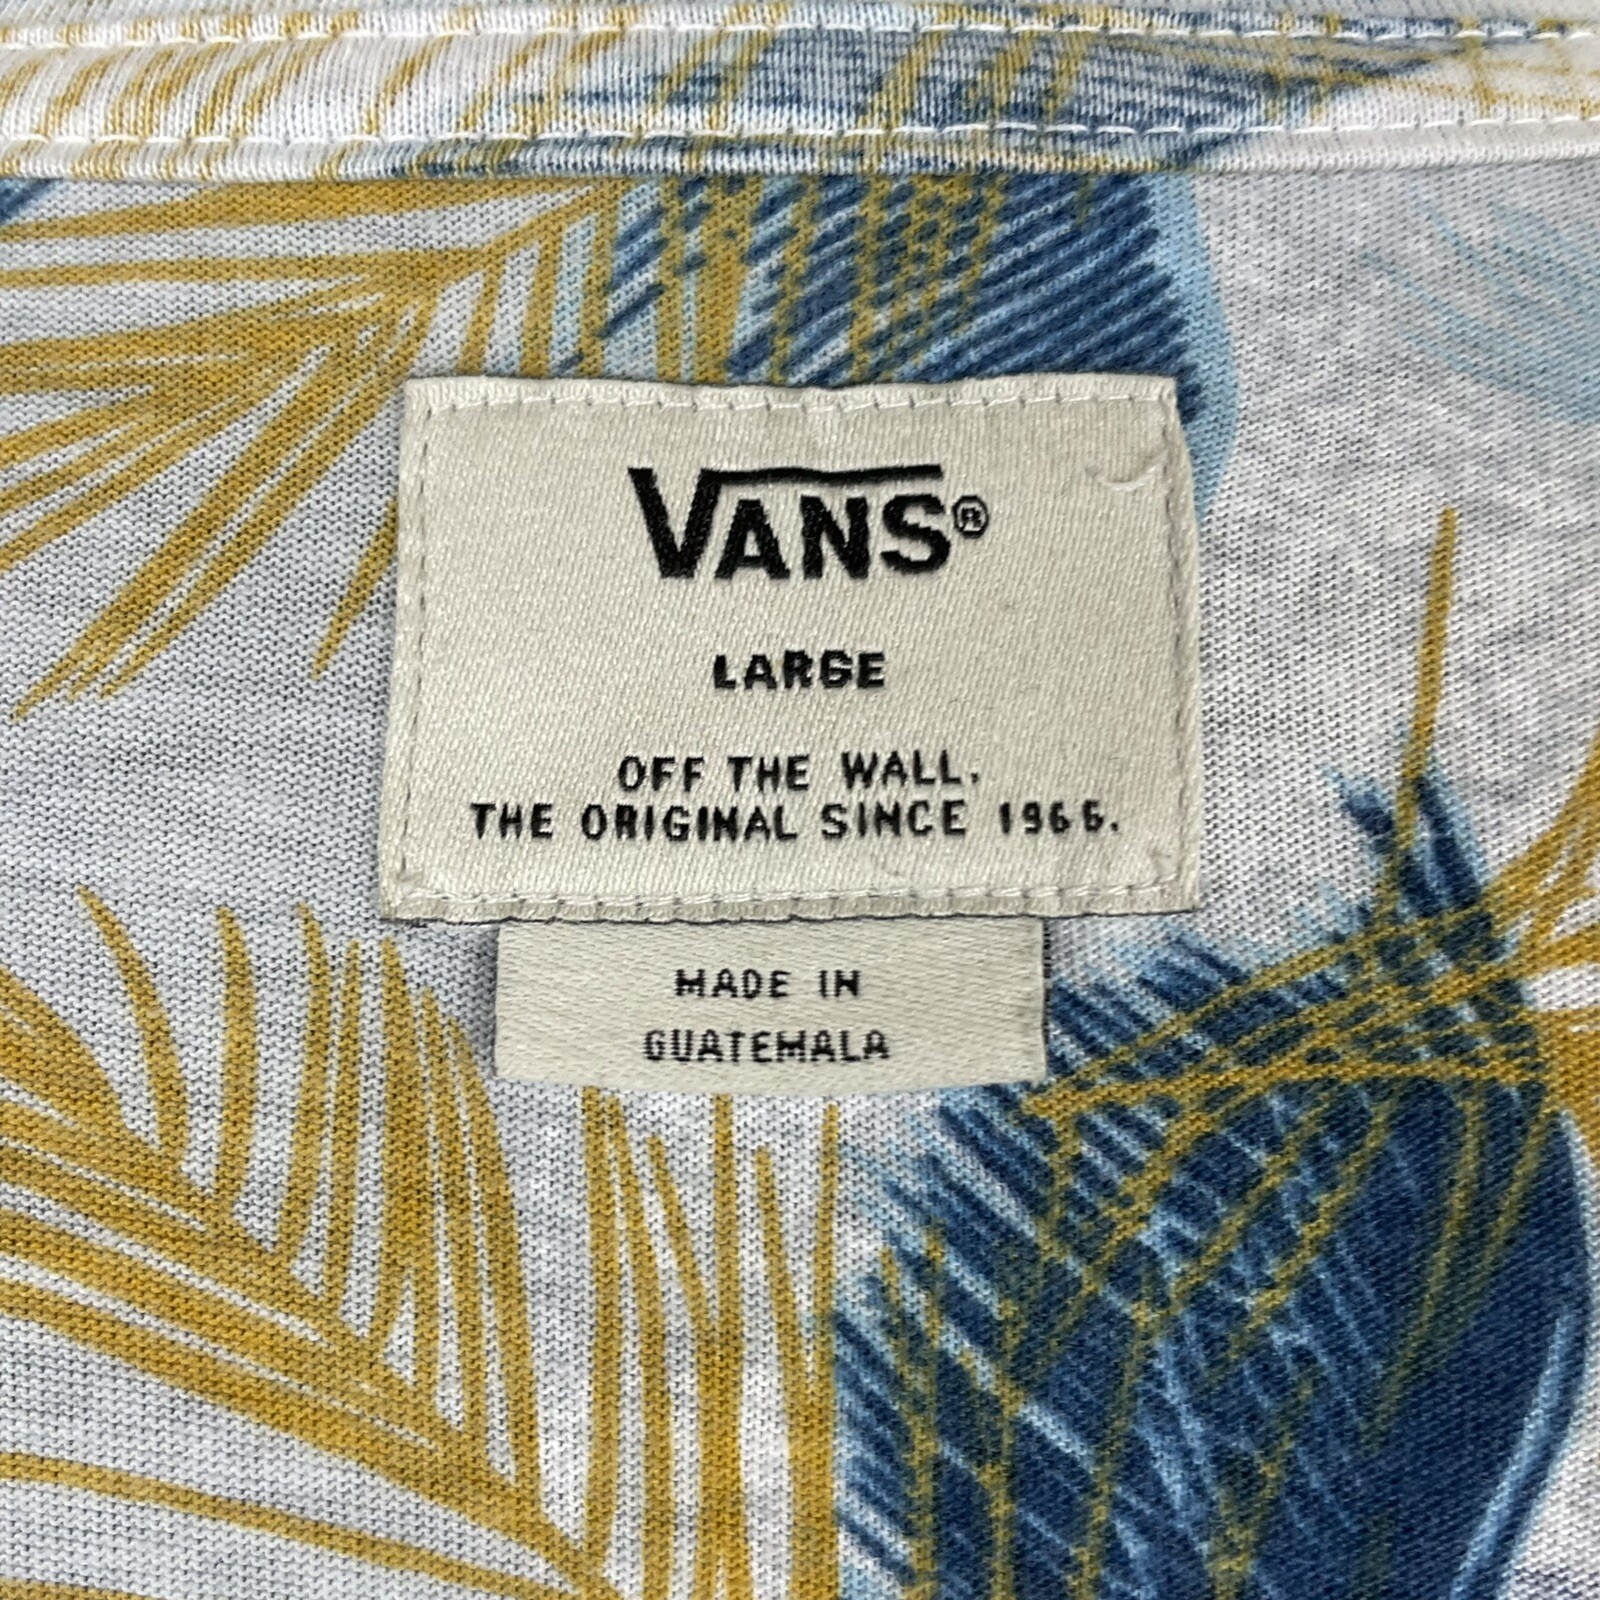 VANS®
LARGE
OFF THE WALL.
THE ORIGINAL SINCE 1966.
MADE IN
GUATEMALA